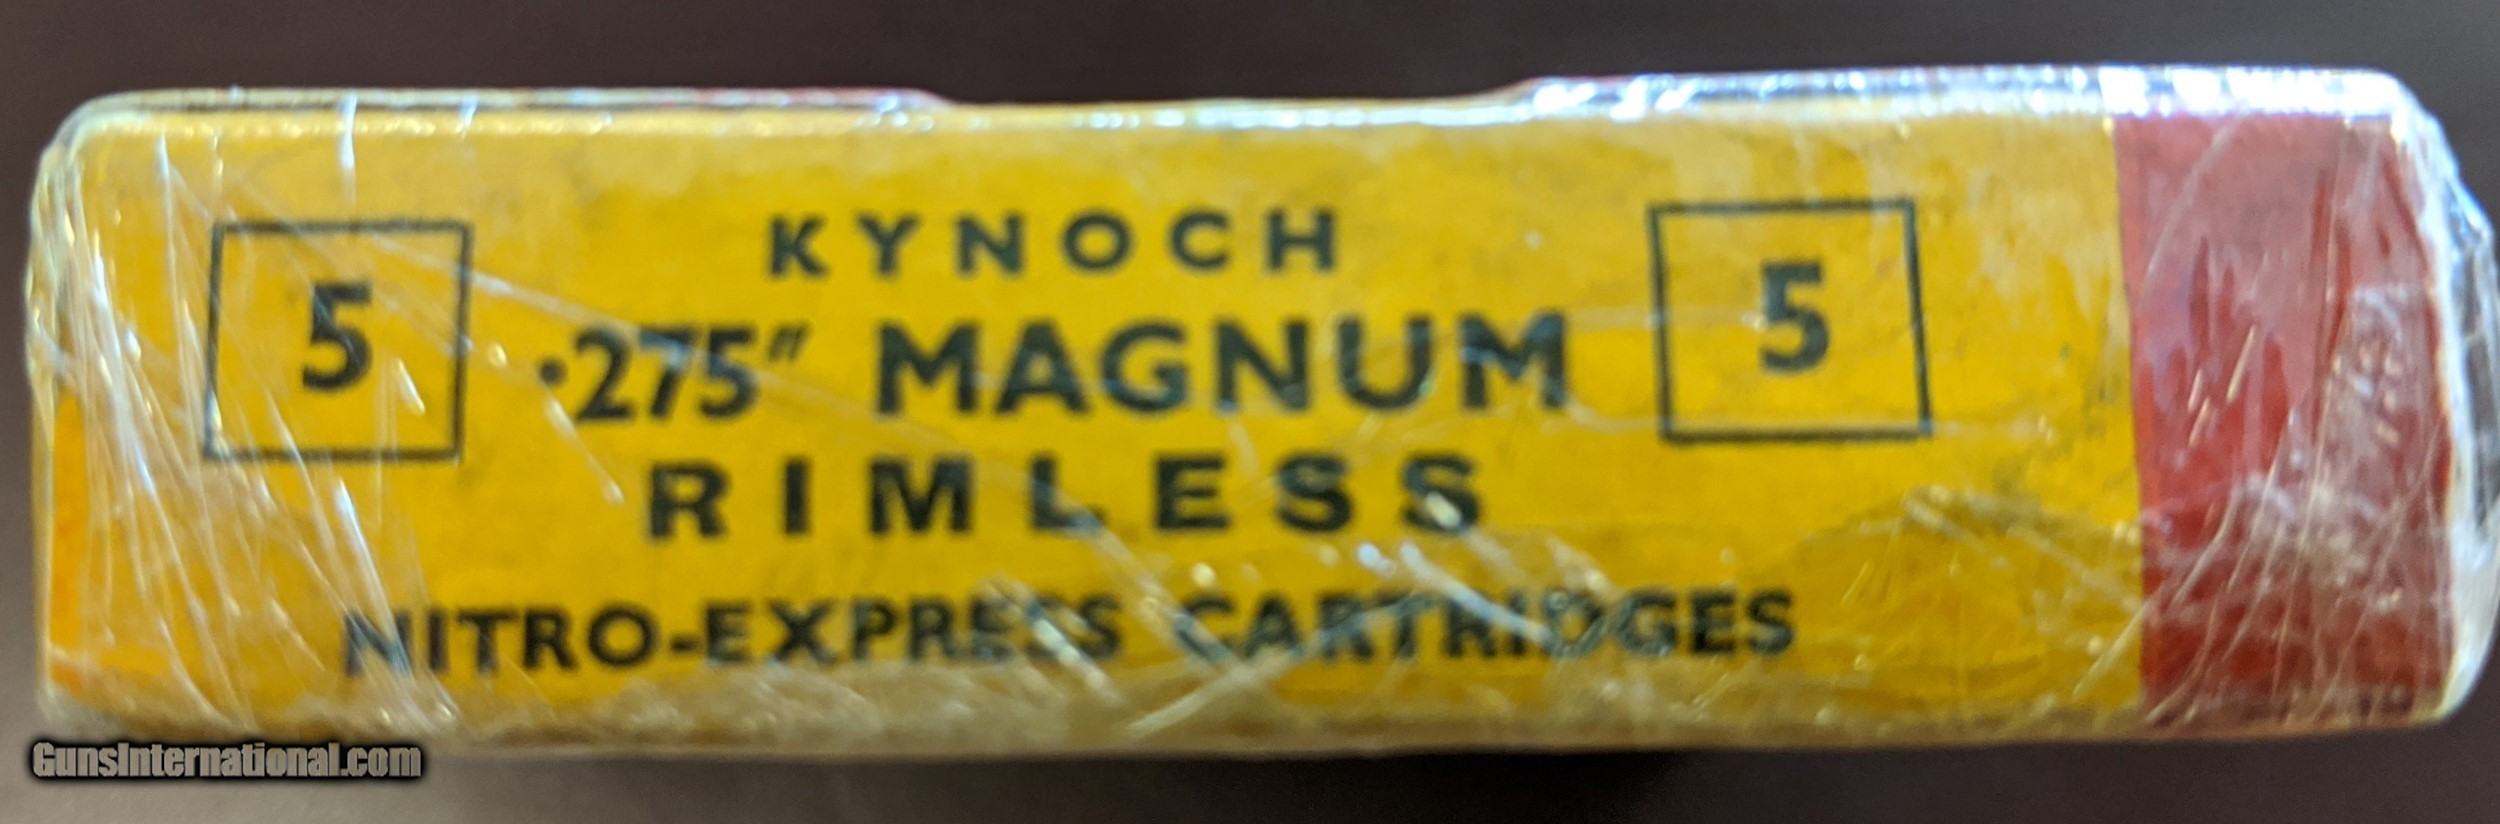 KYNOCH
5 .275" MAGNUM 5
RIMLESS
NITRO-EXPRESS CARTRIDGES
GunsInternational.com